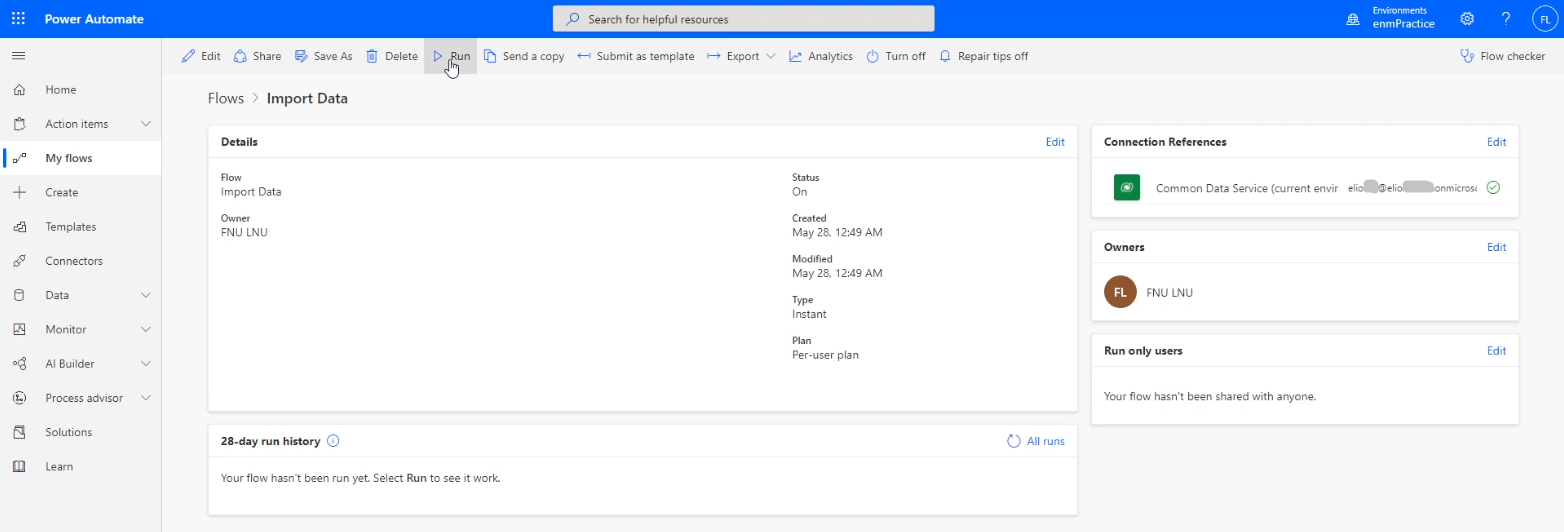 Power Automate
Search for helpful resources
Environments
enmPractice
?
FL
Edit Share Save As Delete Run Send a copy Submit as template Export Analytics Turn off Repair tips off Flow checker
Home
Action items
My flows
Create
Templates
Connectors
Data
Monitor
AI Builder
Process advisor
Solutions
Learn
Flows > Import Data
Details Edit
Flow
Import Data
Owner
FNU LNU
Status
On
Created
May 28, 12:49 AM
Modified
May 28, 12:49 AM
Type
Instant
Plan
Per-user plan
28-day run history All runs
Your flow hasn't been run yet. Select Run to see it work.
Connection References Edit
Common Data Service (current envir elio @elio onmicrosc
Owners Edit
FL FNU LNU
Run only users Edit
Your flow hasn't been shared with anyone.